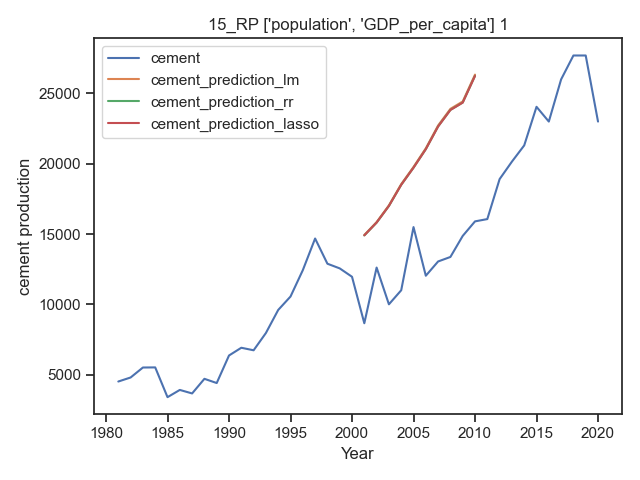 15_RP ['population', 'GDP_per_capita'] 1
cement
cement_prediction_lm
cement_prediction_rr
cement_prediction_lasso
cement production
25000
20000
15000
10000
5000
1980 1985 1990 1995 2000 2005 2010 2015 2020
Year